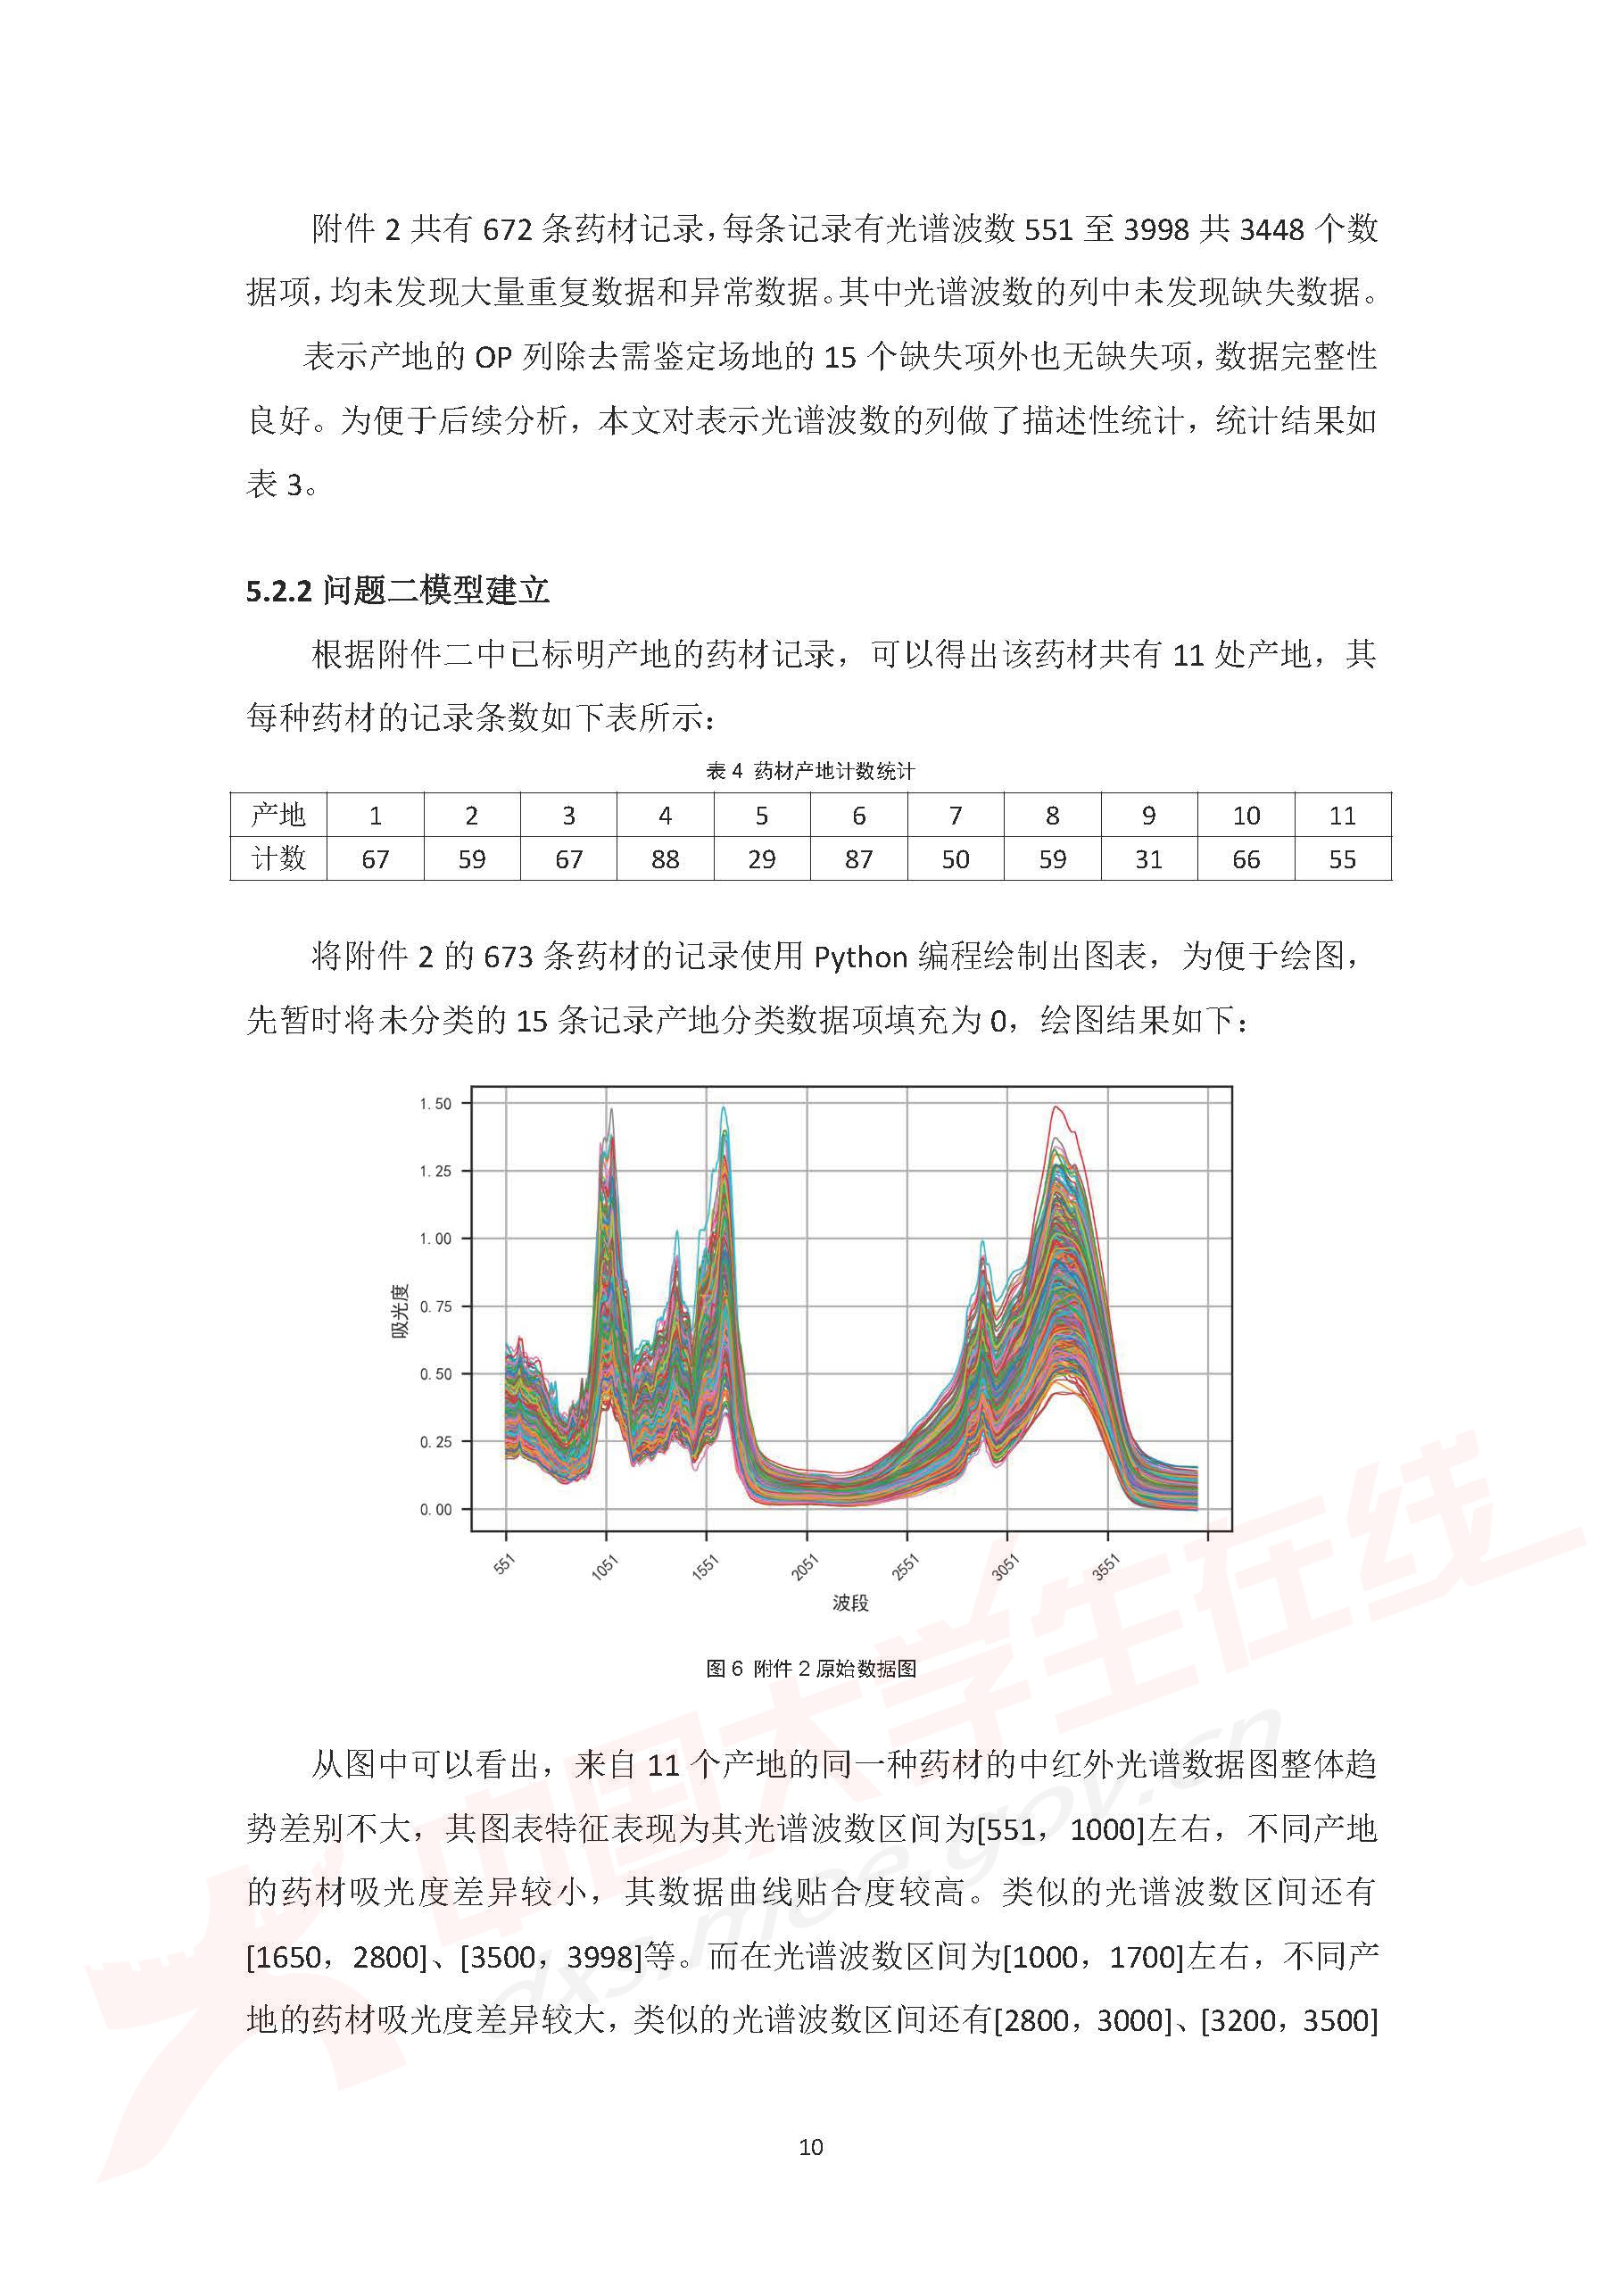 附件 2 共有 672 条药材记录，每条记录有光谱波数 551 至 3998 共 3448 个数
据项，均未发现大量重复数据和异常数据。其中光谱波数的列中未发现缺失数据。
表示产地的 OP 列除去需鉴定场地的 15 个缺失项外也无缺失项，数据完整性
良好。为便于后续分析，本文对表示光谱波数的列做了描述性统计，统计结果如
表 3。
5.2.2 问题二模型建立
根据附件二中已标明产地的药材记录，可以得出该药材共有 11 处产地，其
每种药材的记录条数如下表所示：
表 4 药材产地计数统计
产地 1 2 3 4 5 6 7 8 9 10 11
计数 67 59 67 88 29 87 50 59 31 66 55
将附件 2 的 673 条药材的记录使用 Python 编程绘制出图表，为便于绘图，
先暂时将未分类的 15 条记录产地分类数据项填充为 0，绘图结果如下：
1.50
1.25
1.00
0.75
0.50
0.25
0.00
吸光度
551 1051 1551 2051 2551 3051 3551
波段
图 6 附件 2 原始数据图
从图中可以看出，来自 11 个产地的同一种药材的中红外光谱数据图整体趋
势差别不大，其图表特征表现为其光谱波数区间为[551，1000]左右，不同产地
的药材吸光度差异较小，其数据曲线贴合度较高。类似的光谱波数区间还有
[1650，2800]、[3500，3998]等。而在光谱波数区间为[1000，1700]左右，不同产
地的药材吸光度差异较大，类似的光谱波数区间还有[2800，3000]、[3200，3500]
中国大学生在线
dxs.moe.gov.cn
10